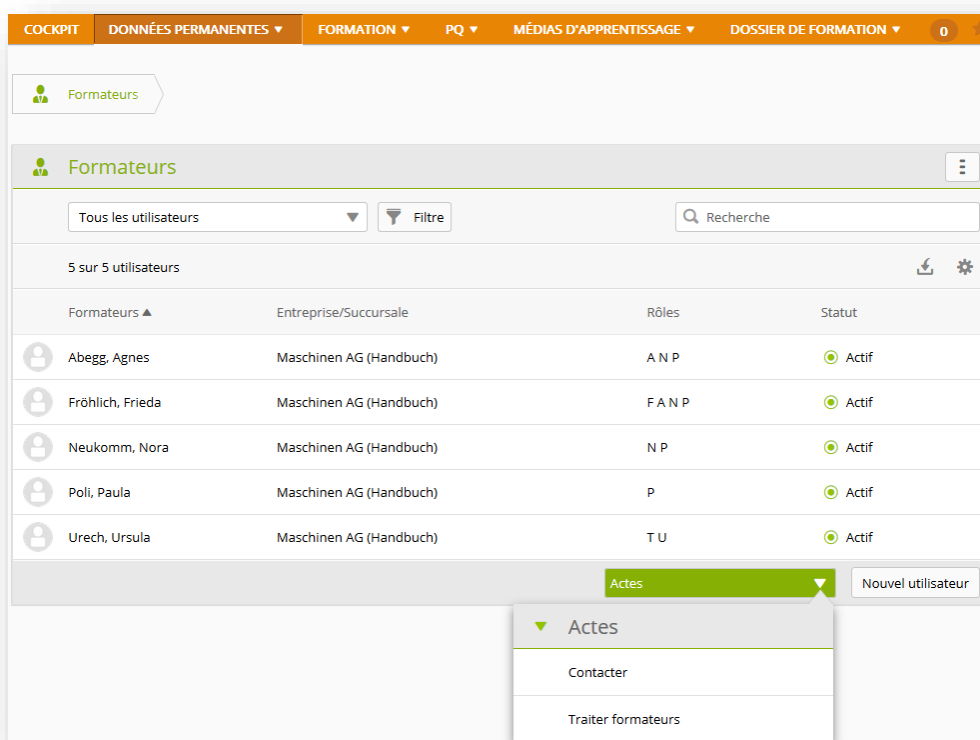 COCKPIT DONNÉES PERMANENTES FORMATION PQ MÉDIAS D'APPRENTISSAGE DOSSIER DE FORMATION 0
Formateurs
Formateurs
Tous les utilisateurs Filtre Recherche
5 sur 5 utilisateurs
Formateurs Entreprise/Succursale Rôles Statut
Abegg, Agnes Maschinen AG (Handbuch) A N P Actif
Fröhlich, Frieda Maschinen AG (Handbuch) F A N P Actif
Neukomm, Nora Maschinen AG (Handbuch) N P Actif
Poli, Paula Maschinen AG (Handbuch) P Actif
Urech, Ursula Maschinen AG (Handbuch) T U Actif
Actes Nouvel utilisateur
Actes
Contacter
Traiter formateurs